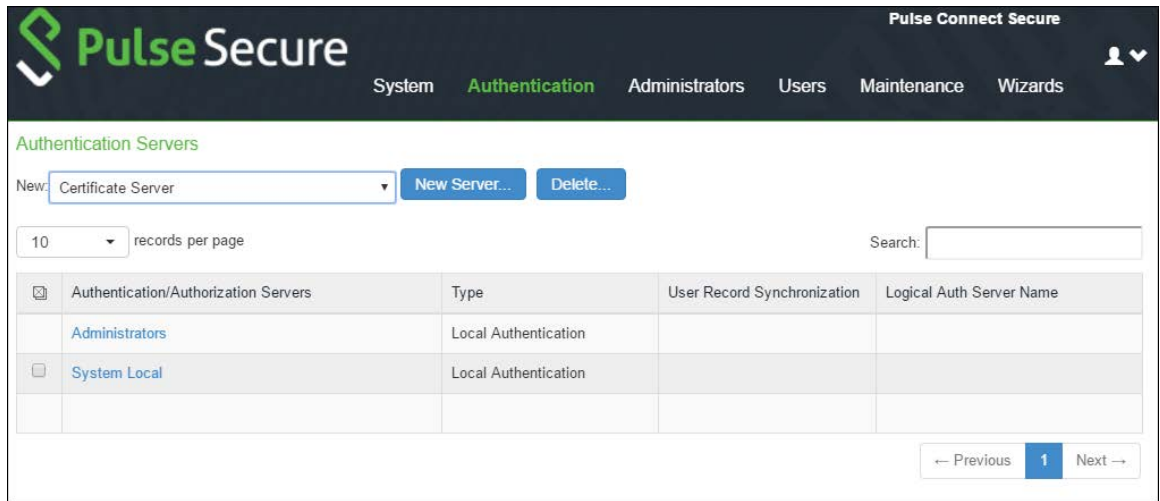 Pulse Connect Secure
Pulse Secure
System Authentication Administrators Users Maintenance Wizards
Authentication Servers
New: Certificate Server New Server... Delete...
10 records per page Search:
Authentication/Authorization Servers Type User Record Synchronization Logical Auth Server Name
Administrators Local Authentication
System Local Local Authentication
← Previous 1 Next →